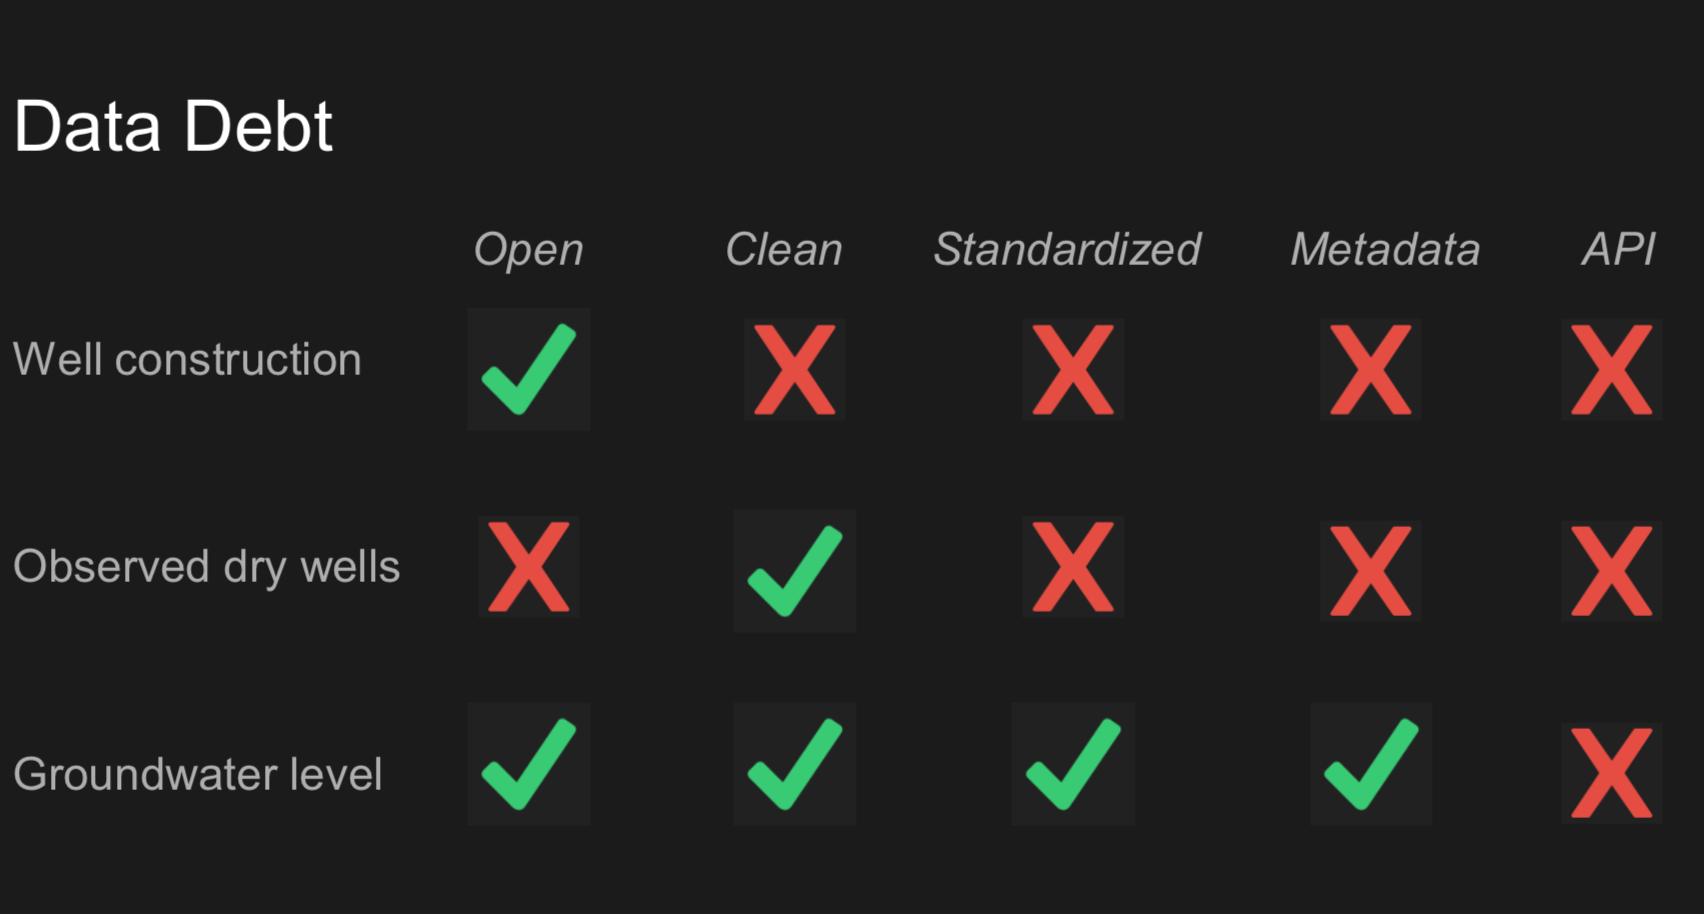 Data Debt
Open Clean Standardized Metadata API
Well construction
Observed dry wells
Groundwater level